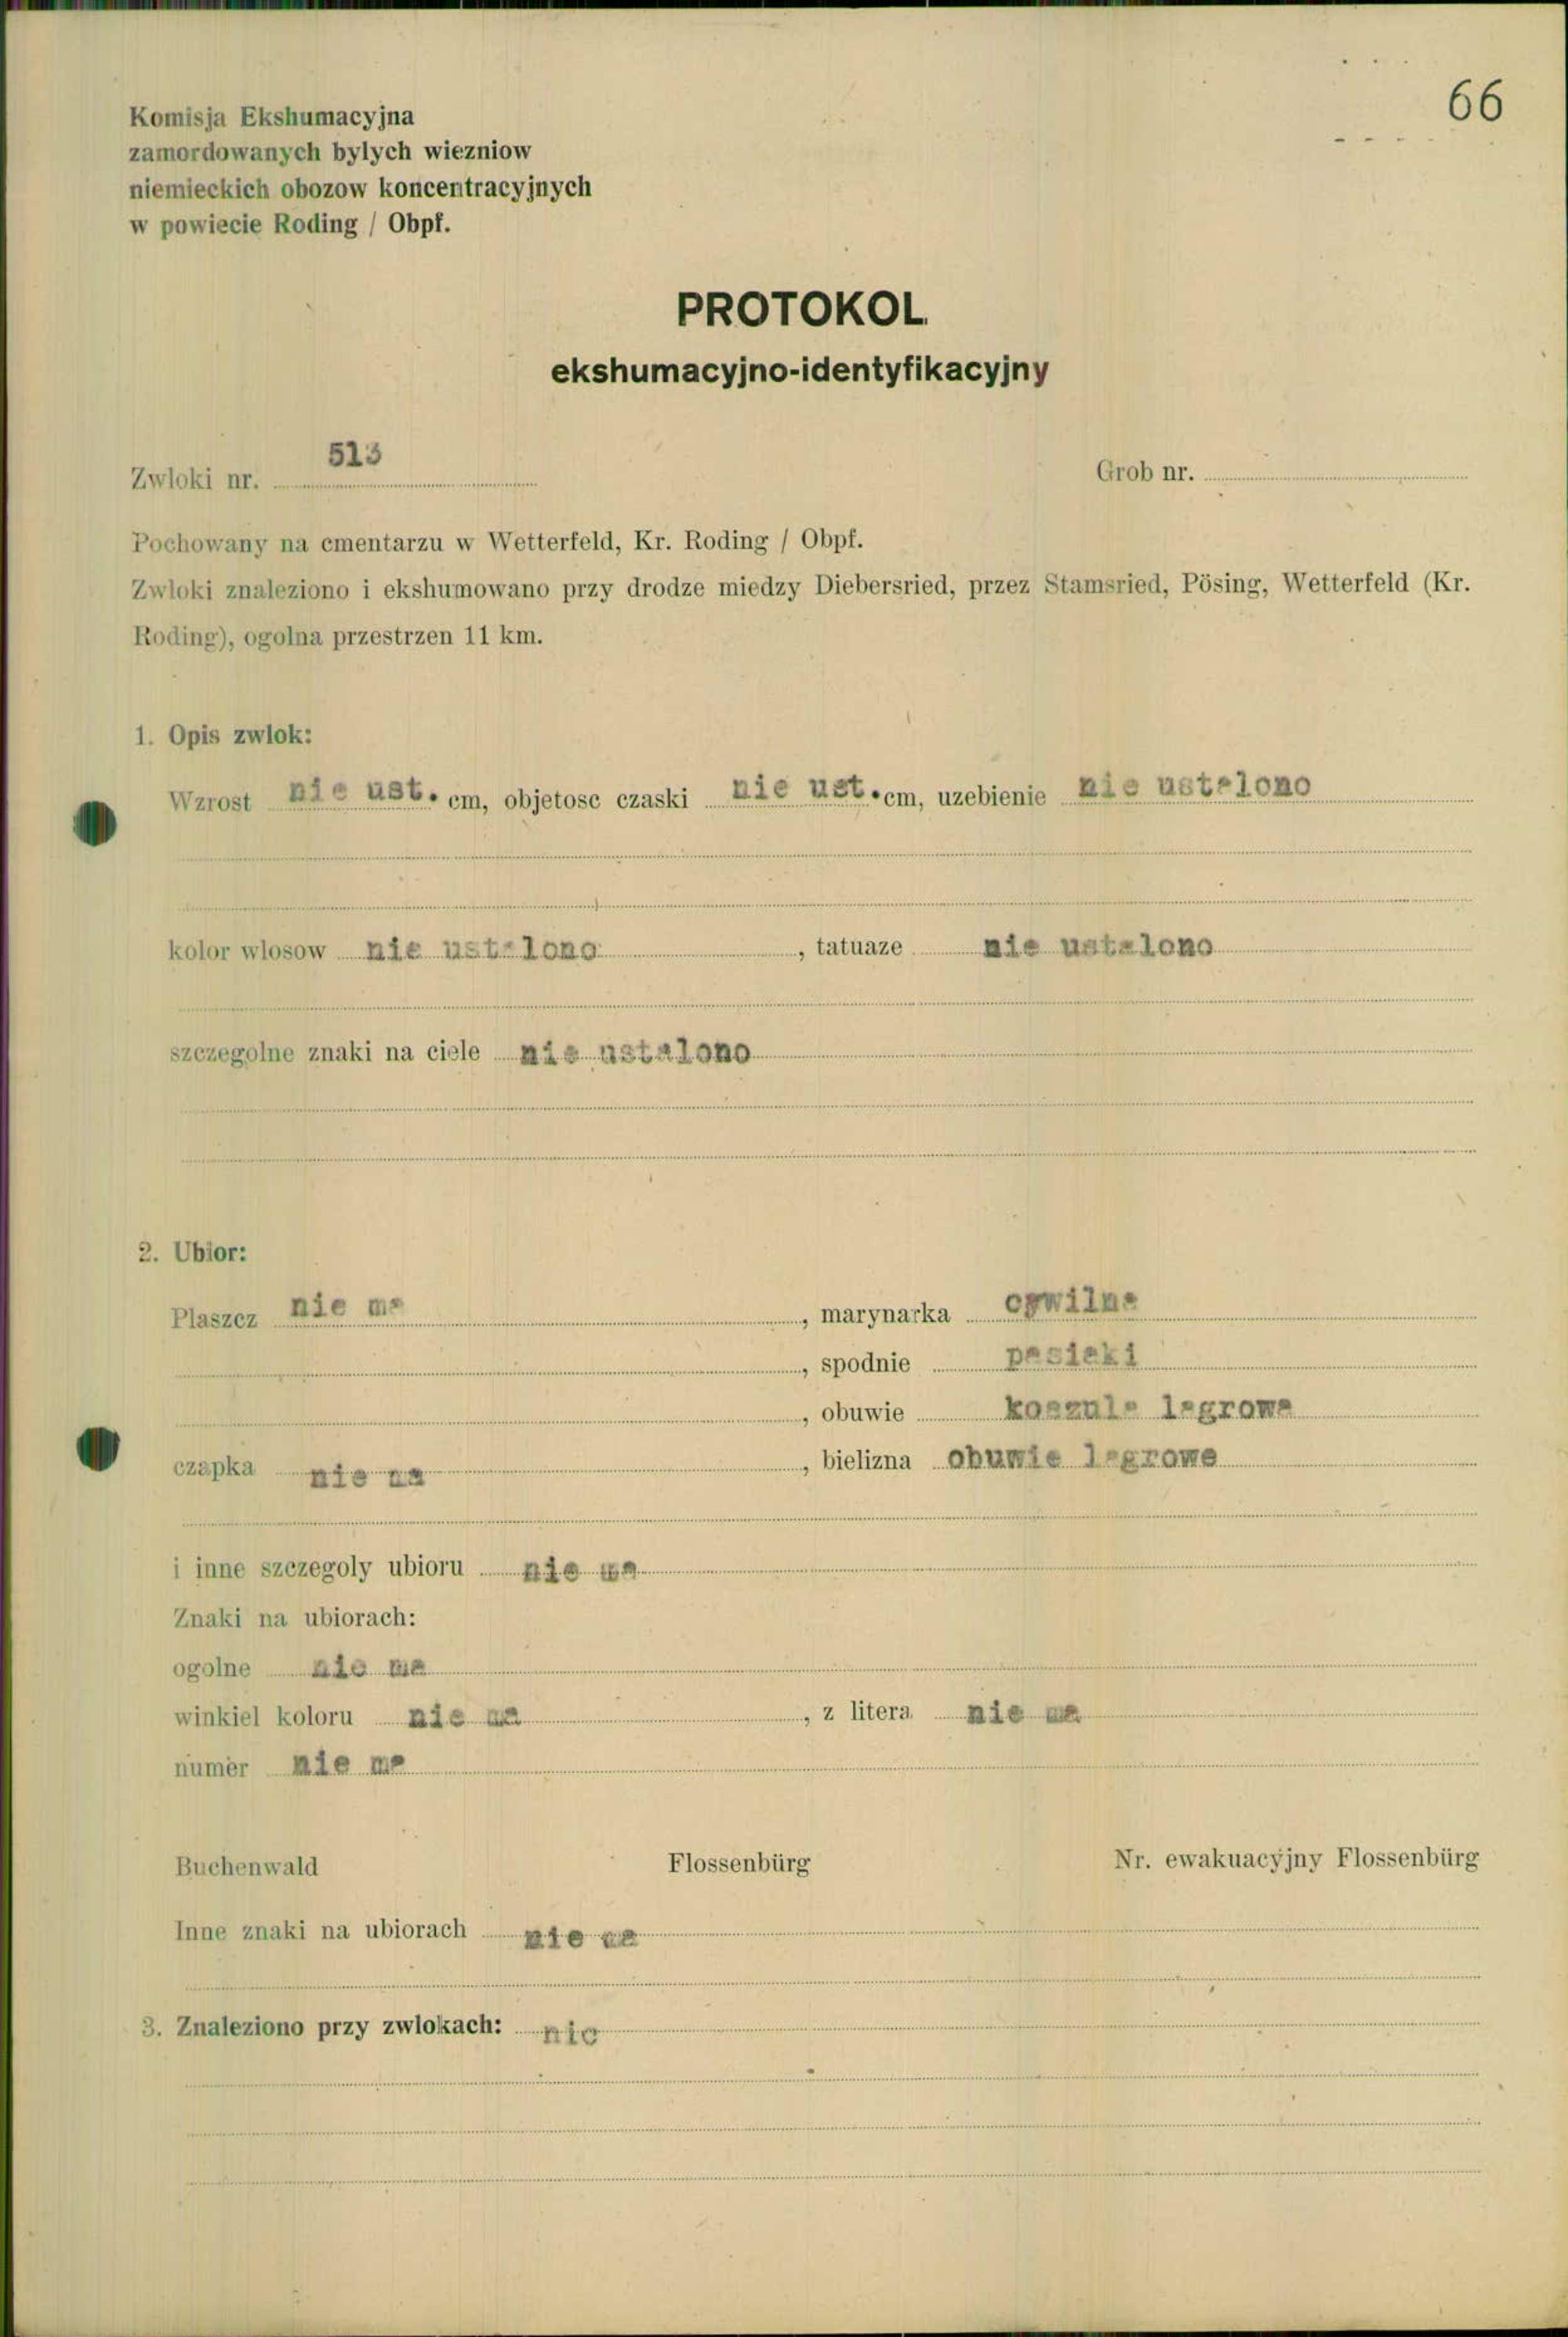 66
Komisja Ekshumacyjna
zamordowanych bylych wiezniow
niemieckich obozow koncentracyjnych
w powiecie Roding / Obpf.
PROTOKOL
ekshumacyjno-identyfikacyjny
Zwloki nr. 513 Grob nr.
Pochowany na cmentarzu w Wetterfeld, Kr. Roding / Obpf.
Zwloki znaleziono i ekshumowano przy drodze miedzy Diebersried, przez Stamsried, Pösing, Wetterfeld (Kr.
Roding), ogolna przestrzen 11 km.
1. Opis zwlok:
Wzrost nie ust. cm, objetosc czaski nie ust. cm, uzebienie nie ustalono
kolor wlosow nie ustalono, tatuaze nie ustalono
szczegolne znaki na ciele nie ustalono
2. Ubior:
Plaszcz nie ma, marynarka cywilna
, spodnie pasiaki
, obuwie koszula lagrowa
czapka nie ma, bielizna obuwie lagrowe
i inne szczegoly ubioru nie ma
Znaki na ubiorach:
ogolne nie ma
winkiel koloru nie ma, z litera nie ma
numer nie ma
Buchenwald Flossenbürg Nr. ewakuacyjny Flossenbürg
Inne znaki na ubiorach nie ma
3. Znaleziono przy zwlokach: nic